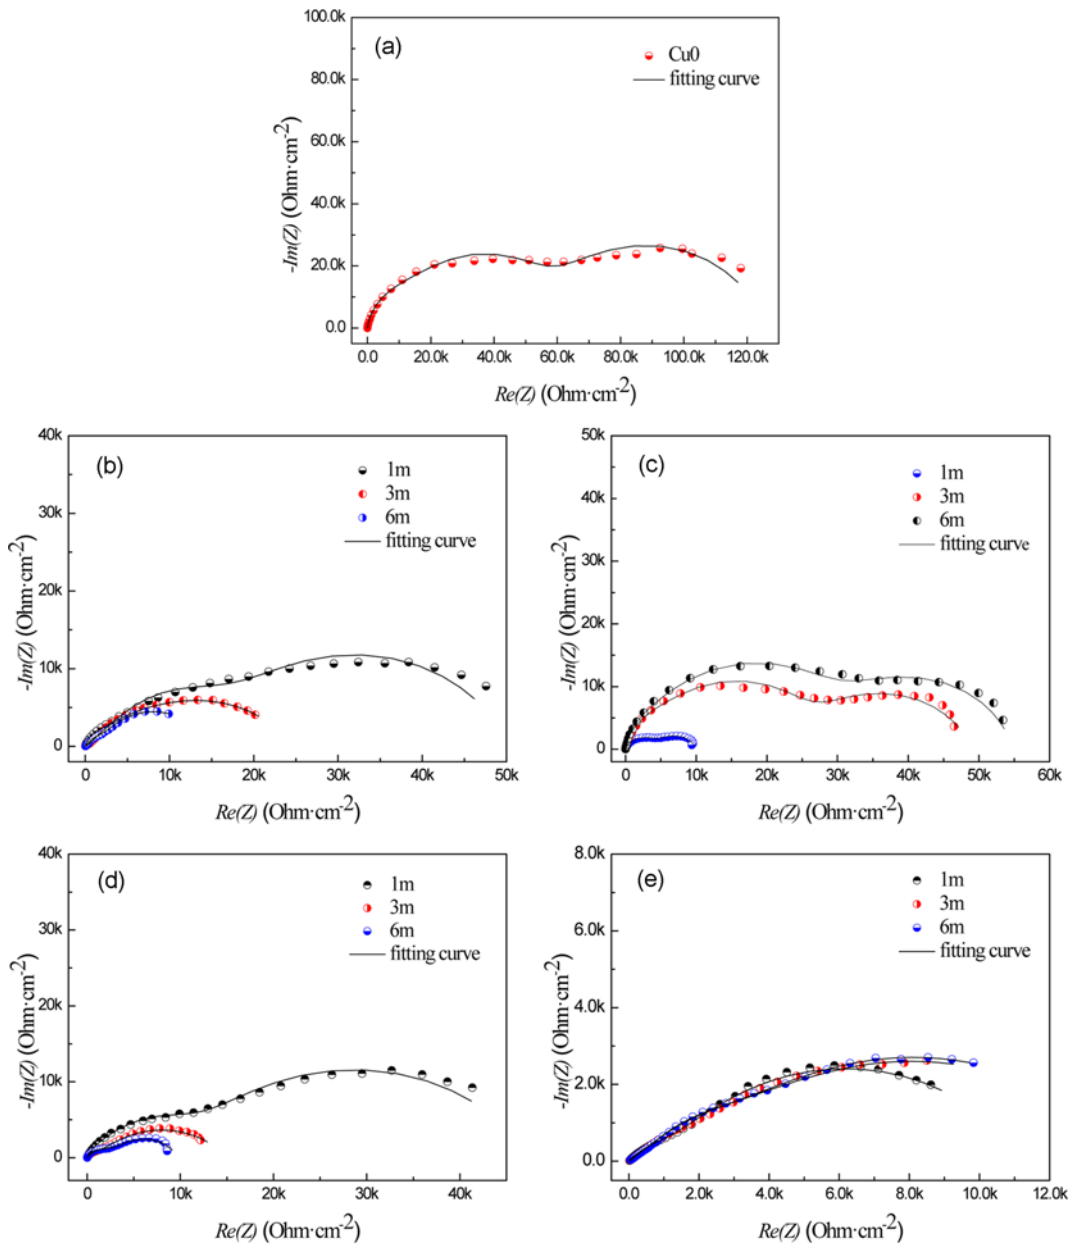 (a)
Cu0
fitting curve
100.0k
80.0k
60.0k
40.0k
20.0k
0.0
-Im(Z) (Ohm·cm-2)
0.0 20.0k 40.0k 60.0k 80.0k 100.0k 120.0k
Re(Z) (Ohm·cm-2)
(b)
1m
3m
6m
fitting curve
40k
30k
20k
10k
0
-Im(Z) (Ohm·cm-2)
0 10k 20k 30k 40k 50k
Re(Z) (Ohm·cm-2)
(c)
1m
3m
6m
fitting curve
50k
40k
30k
20k
10k
0
-Im(Z) (Ohm·cm-2)
0 10k 20k 30k 40k 50k 60k
Re(Z) (Ohm·cm-2)
(d)
1m
3m
6m
fitting curve
40k
30k
20k
10k
0
-Im(Z) (Ohm·cm-2)
0 10k 20k 30k 40k
Re(Z) (Ohm·cm-2)
(e)
1m
3m
6m
fitting curve
8.0k
6.0k
4.0k
2.0k
0.0
-Im(Z) (Ohm·cm-2)
0.0 2.0k 4.0k 6.0k 8.0k 10.0k 12.0k
Re(Z) (Ohm·cm-2)